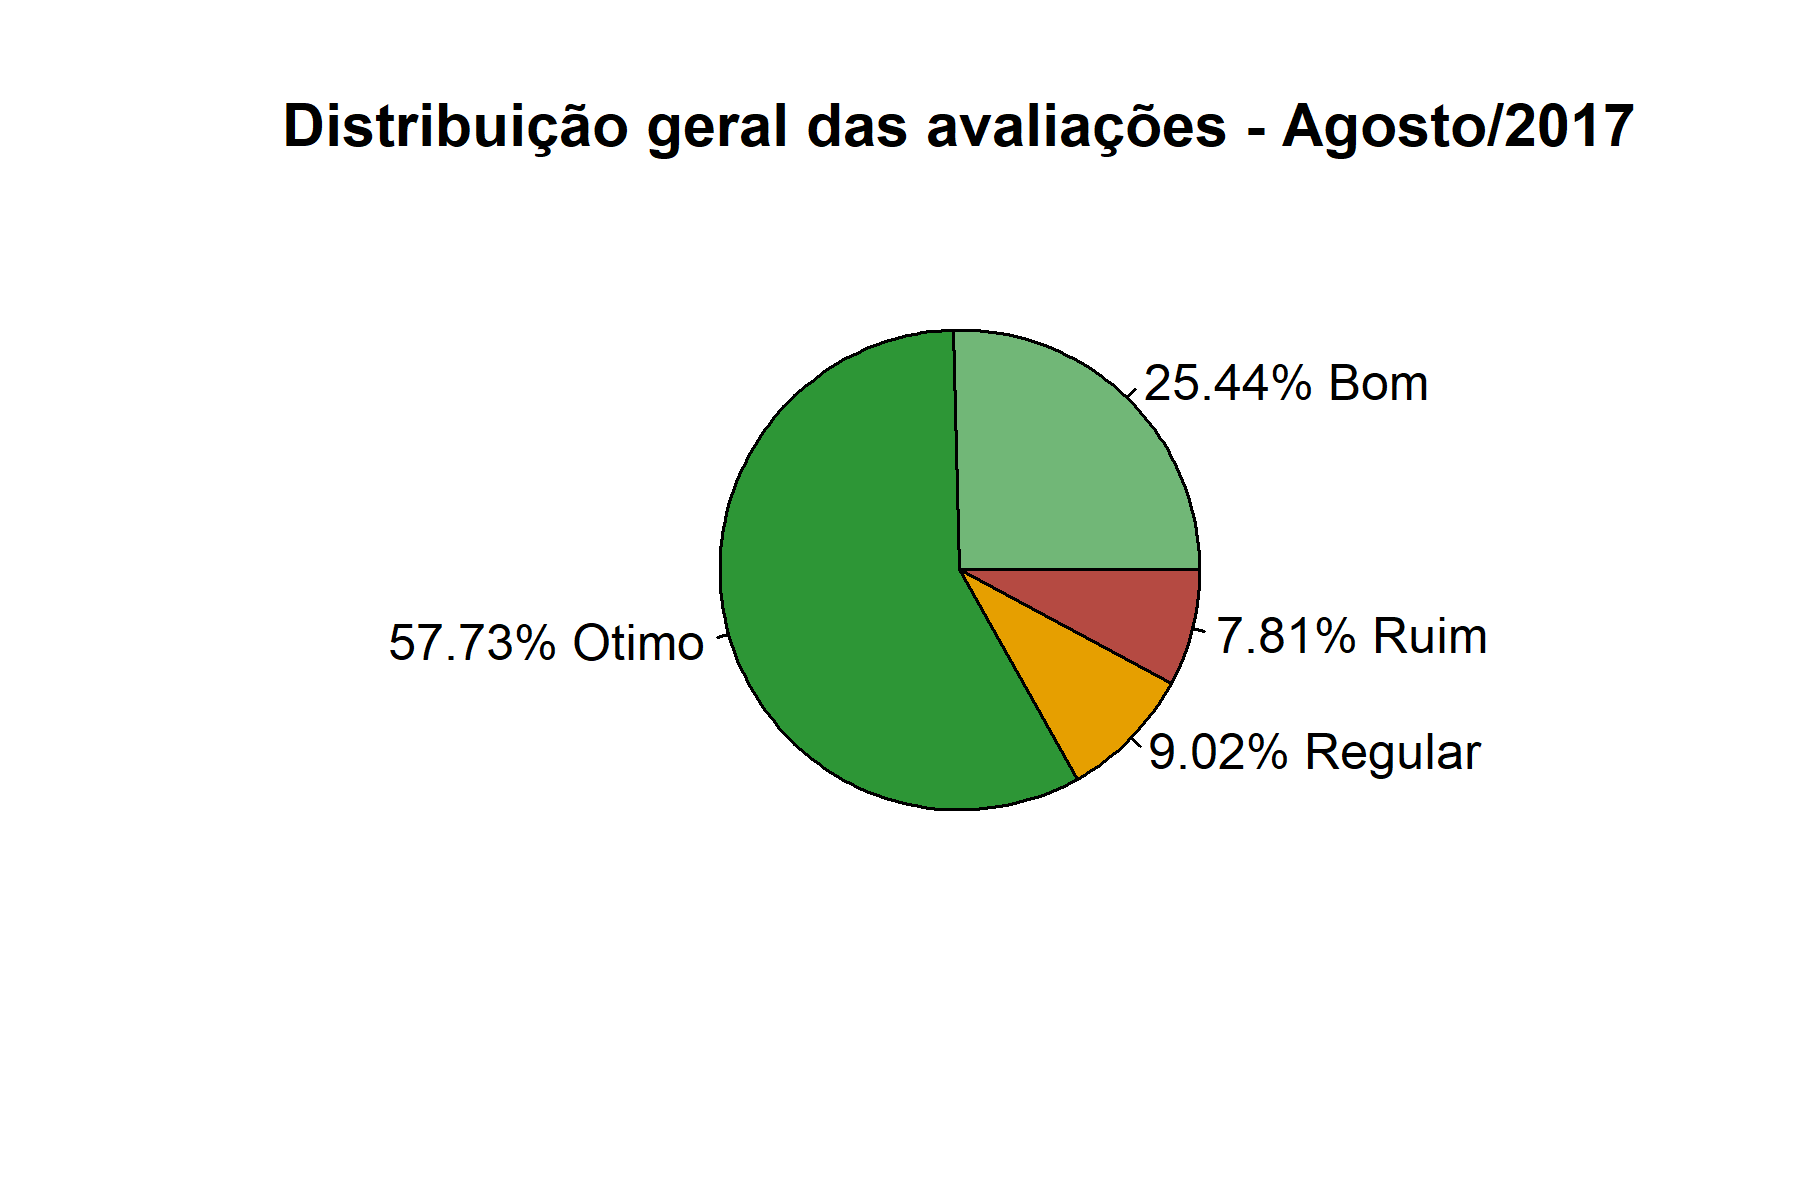 Distribuição geral das avaliações - Agosto/2017
25.44% Bom
57.73% Otimo
7.81% Ruim
9.02% Regular